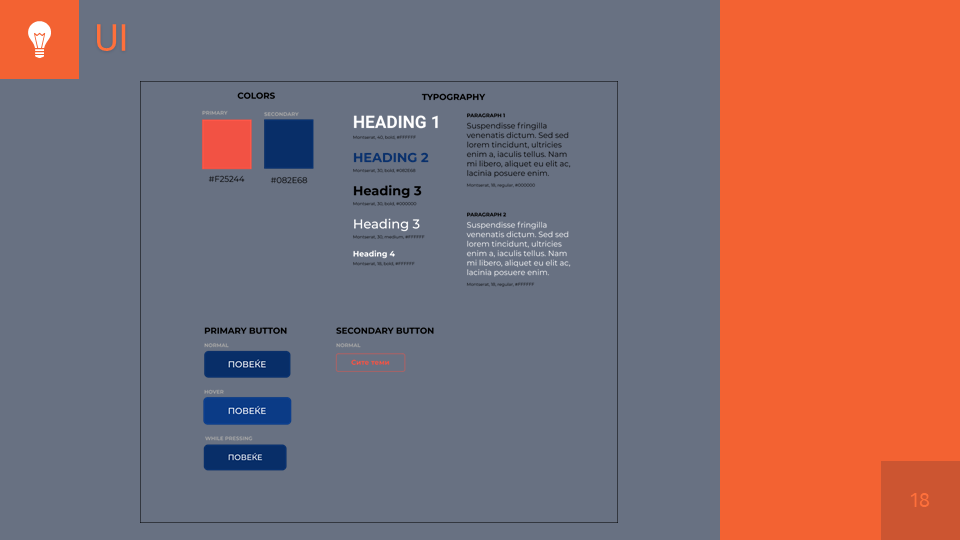 UI
COLORS
PRIMARY
SECONDARY
#F25244
#082E68
TYPOGRAPHY
HEADING 1
Montserrat, 40, bold, #FFFFFF
HEADING 2
Montserrat, 30, bold, #082E68
Heading 3
Montserrat, 30, bold, #000000
Heading 3
Montserrat, 30, medium, #FFFFFF
Heading 4
Montserrat, 18, bold, #FFFFFF
PARAGRAPH 1
Suspendisse fringilla
venenatis dictum. Sed sed
lorem tincidunt, ultricies
enim a, iaculis tellus. Nam
mi libero, aliquet eu elit ac,
lacinia posuere enim.
Montserrat, 18, regular, #000000
PARAGRAPH 2
Suspendisse fringilla
venenatis dictum. Sed sed
lorem tincidunt, ultricies
enim a, iaculis tellus. Nam
mi libero, aliquet eu elit ac,
lacinia posuere enim.
Montserrat, 18, regular, #FFFFFF
PRIMARY BUTTON
NORMAL
ПОВЕЌЕ
HOVER
ПОВЕЌЕ
WHILE PRESSING
ПОВЕЌЕ
SECONDARY BUTTON
NORMAL
Сите теми
18